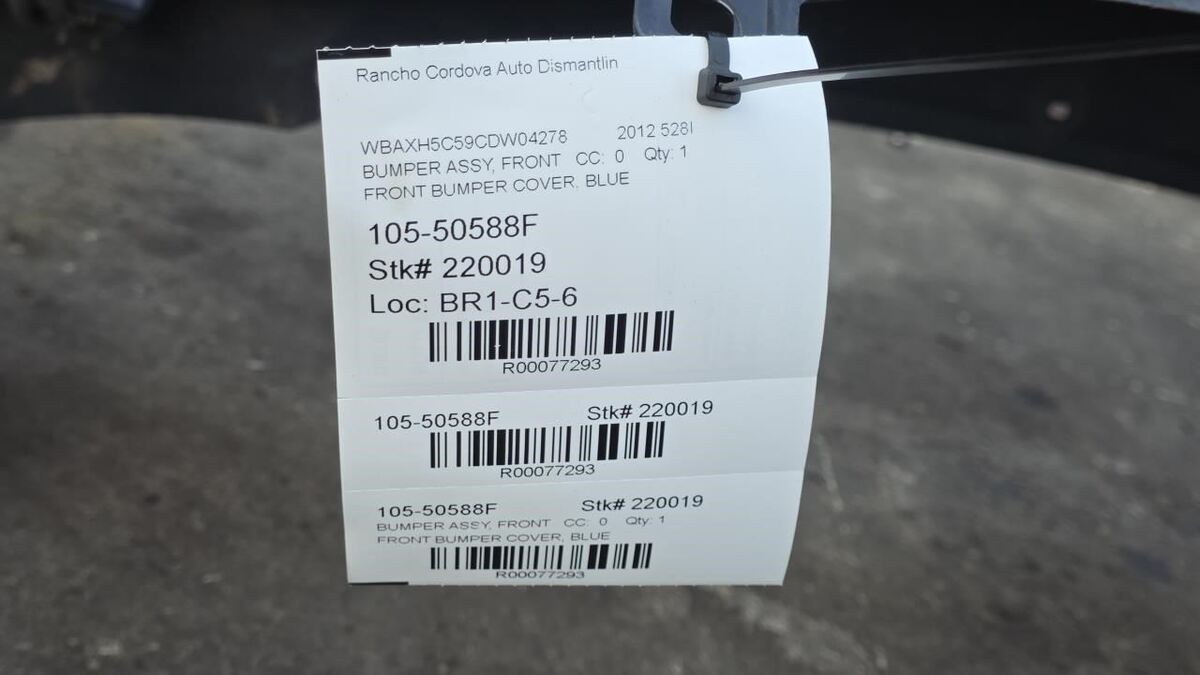 Rancho Cordova Auto Dismantlin
WBAXH5C59CDW04278 2012 528I
BUMPER ASSY, FRONT CC: 0 Qty: 1
FRONT BUMPER COVER, BLUE
105-50588F
Stk# 220019
Loc: BR1-C5-6
R00077293
105-50588F Stk# 220019
R00077293
105-50588F Stk# 220019
BUMPER ASSY, FRONT CC: 0 Qty: 1
FRONT BUMPER COVER, BLUE
R00077293